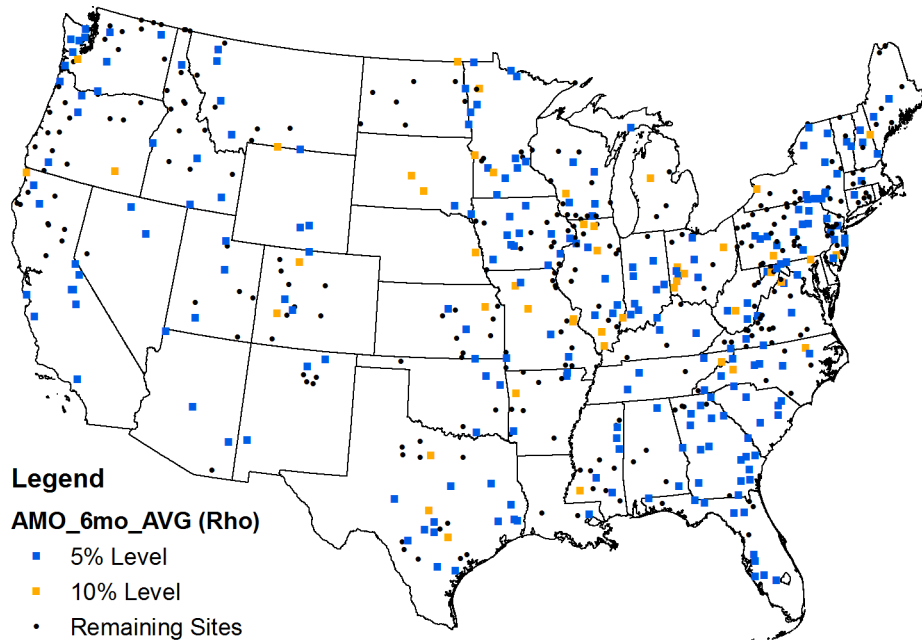 Legend
AMO_6mo_AVG (Rho)
5% Level
10% Level
Remaining Sites